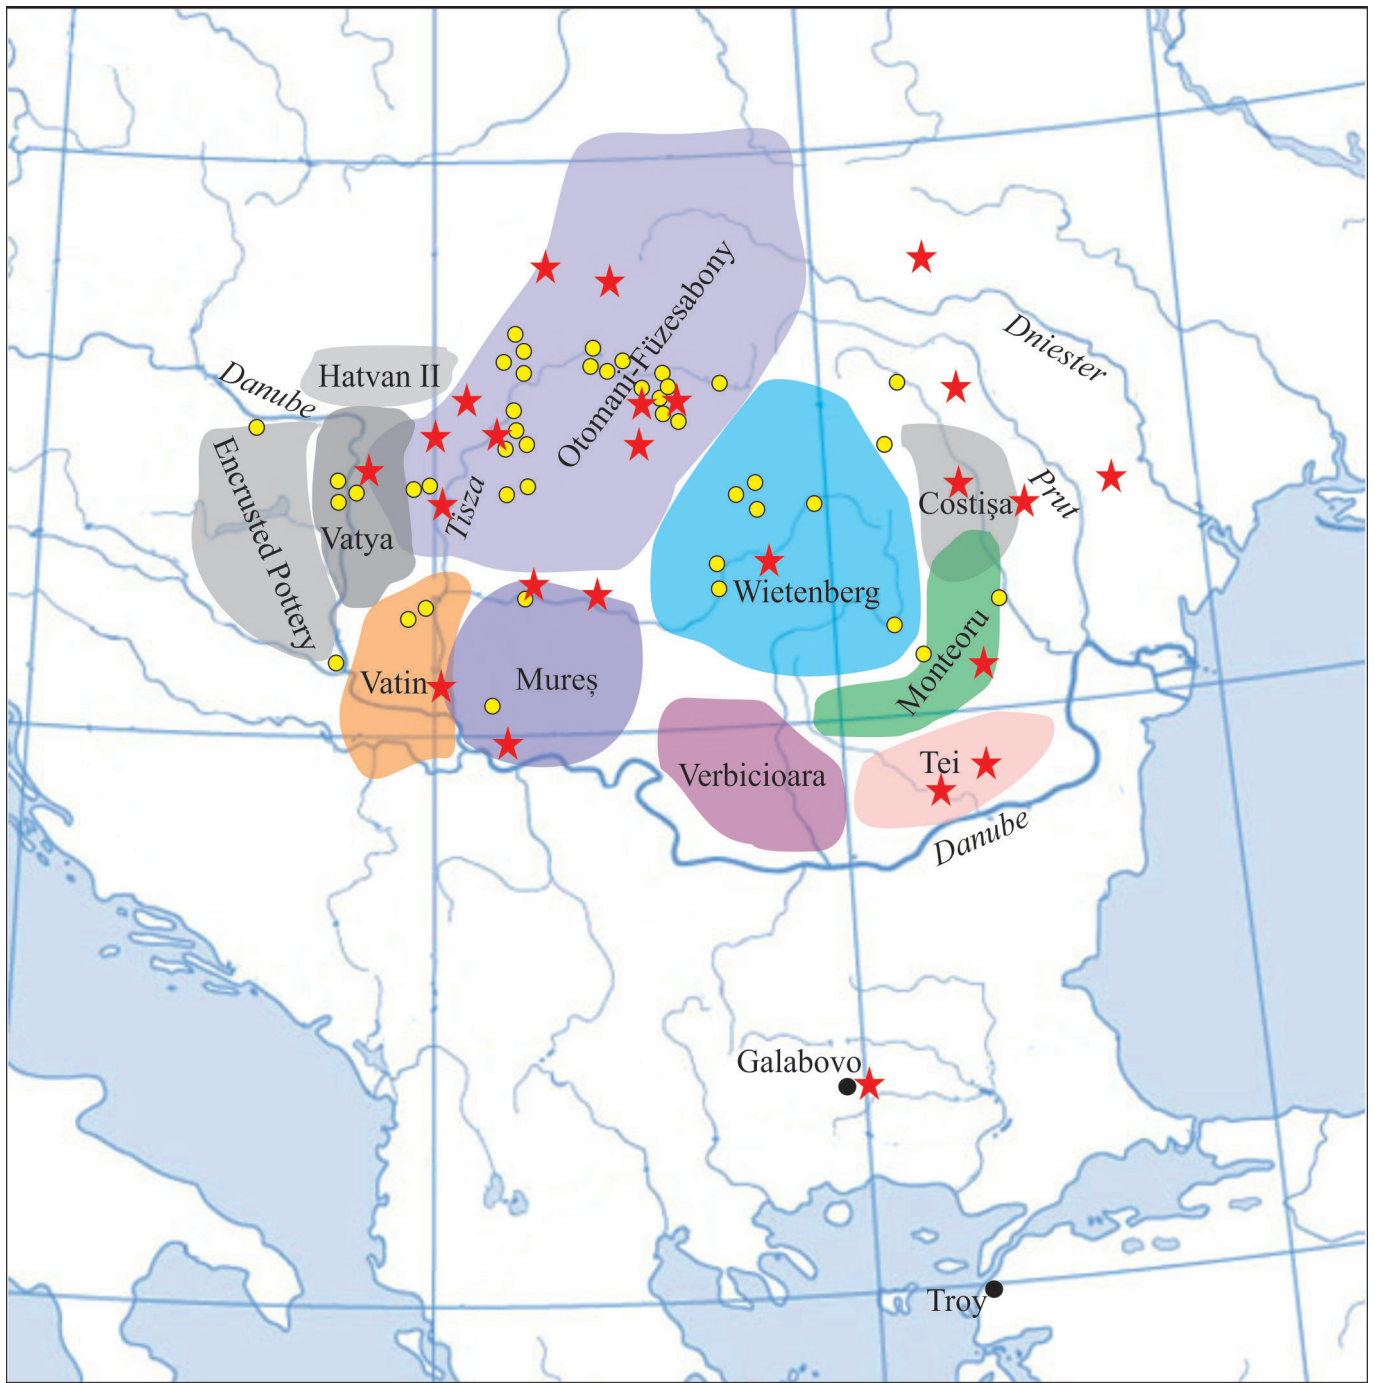 Otomani-Füzesabony
Dniester
Danube
Hatvan II
Encrusted Pottery
Tisza
Prut
Costişa
Vatya
Wietenberg
Monteoru
Vatin
Mureș
Tei
Verbicioara
Danube
Galabovo
Troy